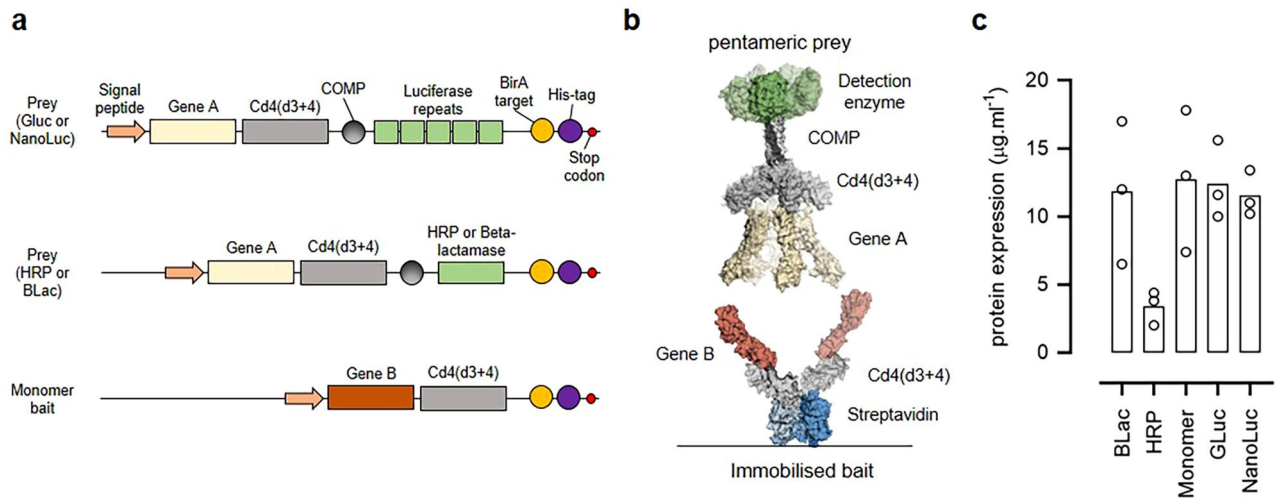 a
Signal
peptide
Gene A
Cd4(d3+4)
COMP
Luciferase
repeats
BirA
target
His-tag
Stop
codon
Prey
(Gluc or
NanoLuc)
Gene A
Cd4(d3+4)
HRP or Beta-
lactamase
Prey
(HRP or
BLac)
Gene B
Cd4(d3+4)
Monomer
bait
b
pentameric prey
Detection
enzyme
COMP
Cd4(d3+4)
Gene A
Gene B
Cd4(d3+4)
Streptavidin
Immobilised bait
c
protein expression (μg.ml-1)
20
15
10
5
0
BLac
HRP
Monomer
GLuc
NanoLuc